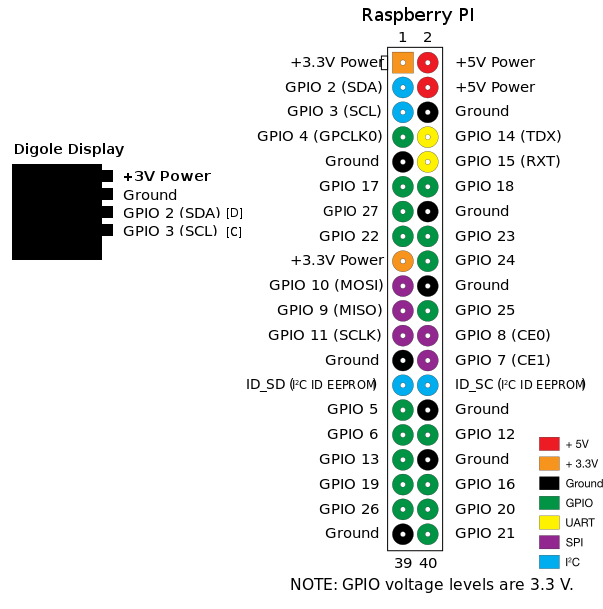 Raspberry PI
1 2
+3.3V Power +5V Power
GPIO 2 (SDA) +5V Power
GPIO 3 (SCL) Ground
GPIO 4 (GPCLK0) GPIO 14 (TDX)
Ground GPIO 15 (RXT)
GPIO 17 GPIO 18
GPIO 27 Ground
GPIO 22 GPIO 23
+3.3V Power GPIO 24
GPIO 10 (MOSI) Ground
GPIO 9 (MISO) GPIO 25
GPIO 11 (SCLK) GPIO 8 (CE0)
Ground GPIO 7 (CE1)
ID_SD (I²C ID EEPROM) ID_SC (I²C ID EEPROM)
GPIO 5 Ground
GPIO 6 GPIO 12
GPIO 13 Ground
GPIO 19 GPIO 16
GPIO 26 GPIO 20
Ground GPIO 21
39 40
NOTE: GPIO voltage levels are 3.3 V.
Digole Display
+3V Power
Ground
GPIO 2 (SDA) [D]
GPIO 3 (SCL) [C]
+ 5V
+ 3.3V
Ground
GPIO
UART
SPI
I²C